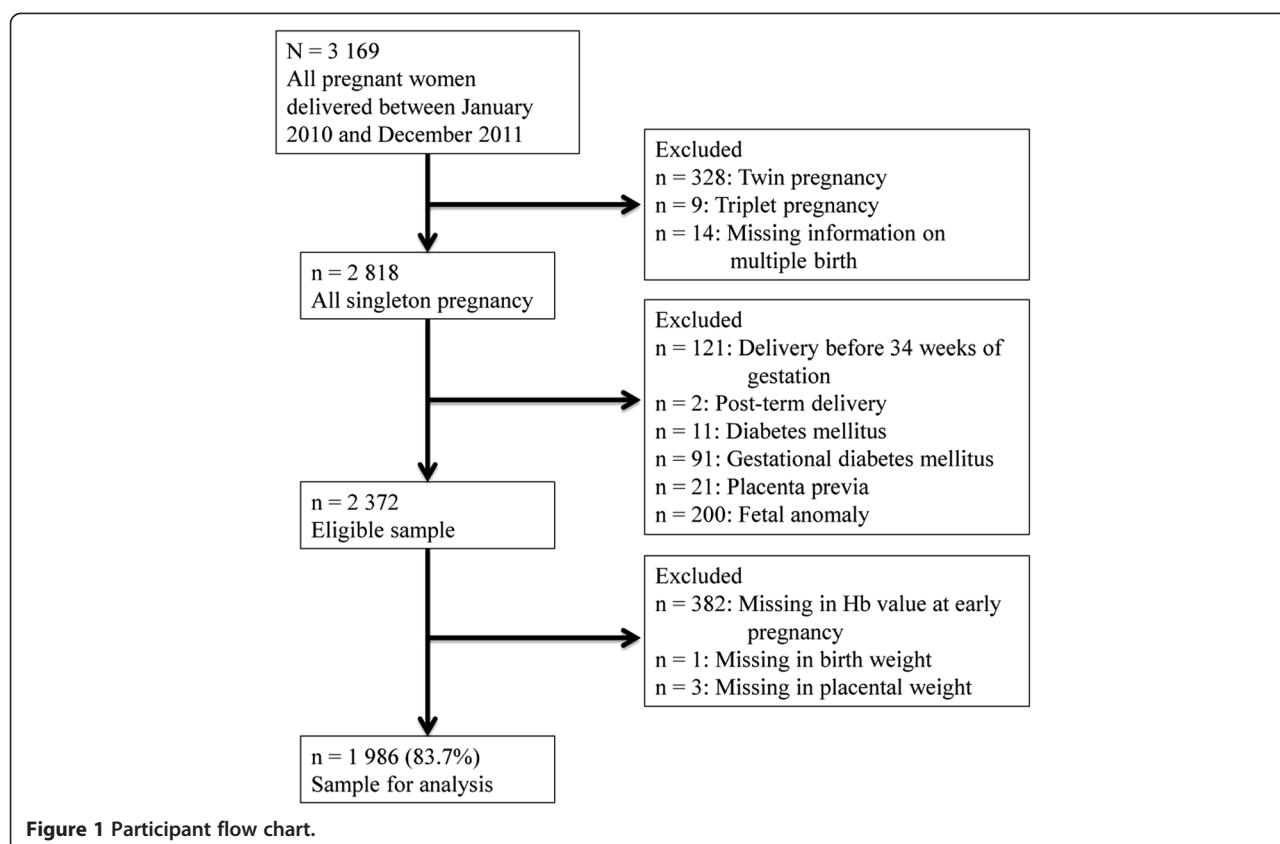 N = 3 169
All pregnant women
delivered between January
2010 and December 2011
Excluded
n = 328: Twin pregnancy
n = 9: Triplet pregnancy
n = 14: Missing information on
multiple birth
n = 2 818
All singleton pregnancy
Excluded
n = 121: Delivery before 34 weeks of
gestation
n = 2: Post-term delivery
n = 11: Diabetes mellitus
n = 91: Gestational diabetes mellitus
n = 21: Placenta previa
n = 200: Fetal anomaly
n = 2 372
Eligible sample
Excluded
n = 382: Missing in Hb value at early
pregnancy
n = 1: Missing in birth weight
n = 3: Missing in placental weight
n = 1 986 (83.7%)
Sample for analysis
Figure 1 Participant flow chart.